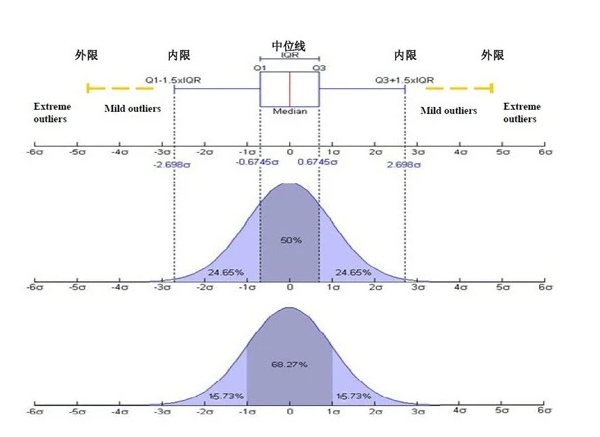 中位线
外限 内限 IQR 内限 外限
Q1 Q3
Q1-1.5xIQR Q3+1.5xIQR
Extreme outliers Mild outliers Median Mild outliers Extreme outliers
-6σ -5σ -4σ -3σ -2σ -1σ 0 1σ 2σ 3σ 4σ 5σ 6σ
-2.698σ -0.6745σ 0.6745σ 2.698σ
50%
24.65% 24.65%
-6σ -5σ -4σ -3σ -2σ -1σ 0 1σ 2σ 3σ 4σ 5σ 6σ
68.27%
15.73% 15.73%
-6σ -5σ -4σ -3σ -2σ -1σ 0 1σ 2σ 3σ 4σ 5σ 6σ